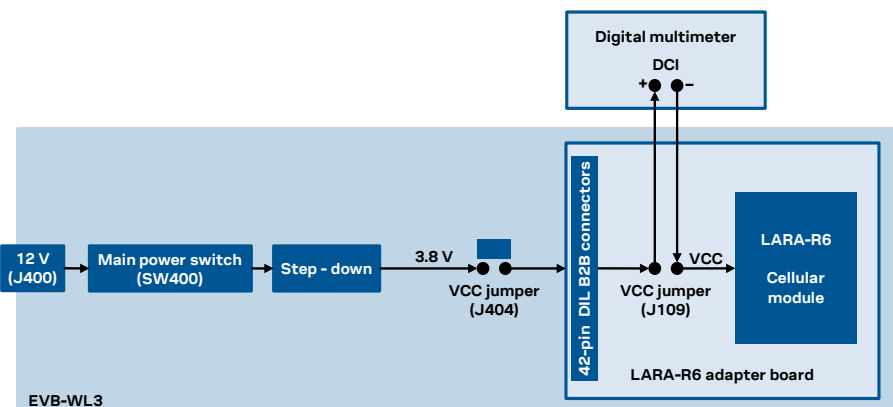 Digital multimeter
DCI
+ –
42-pin DIL B2B connectors
12 V
(J400)
Main power switch
(SW400)
Step - down
3.8 V
VCC jumper
(J404)
VCC jumper
(J109)
VCC
LARA-R6
Cellular
module
LARA-R6 adapter board
EVB-WL3